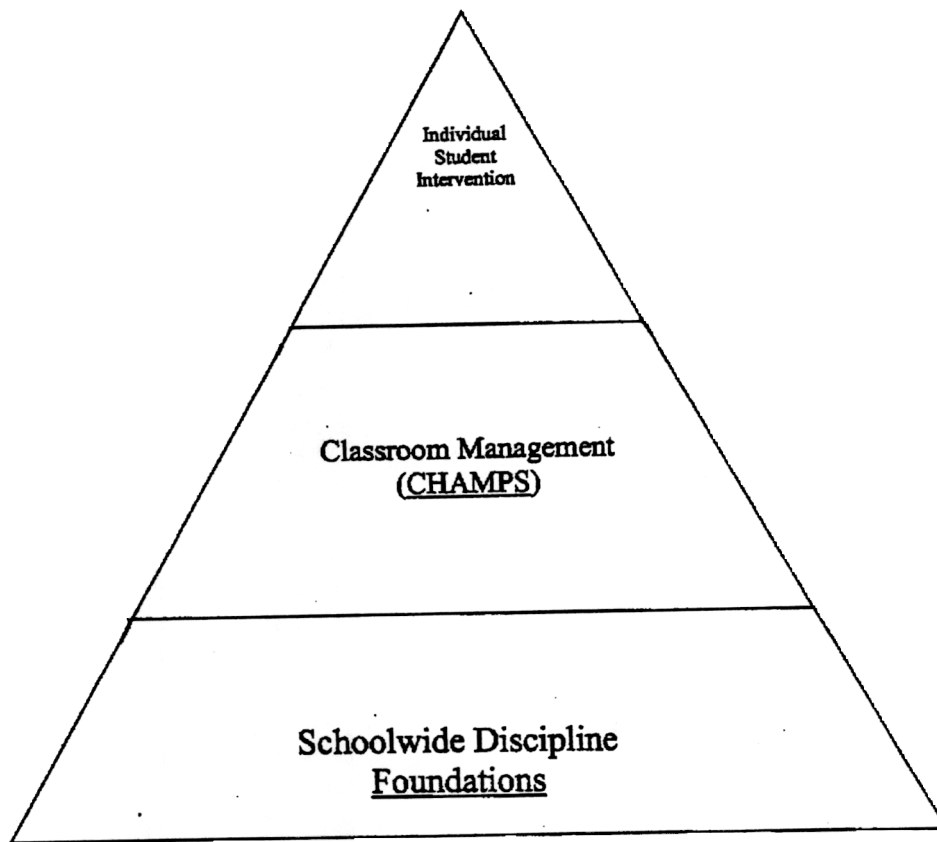 Individual
Student
Intervention
Classroom Management
(CHAMPS)
Schoolwide Discipline
Foundations